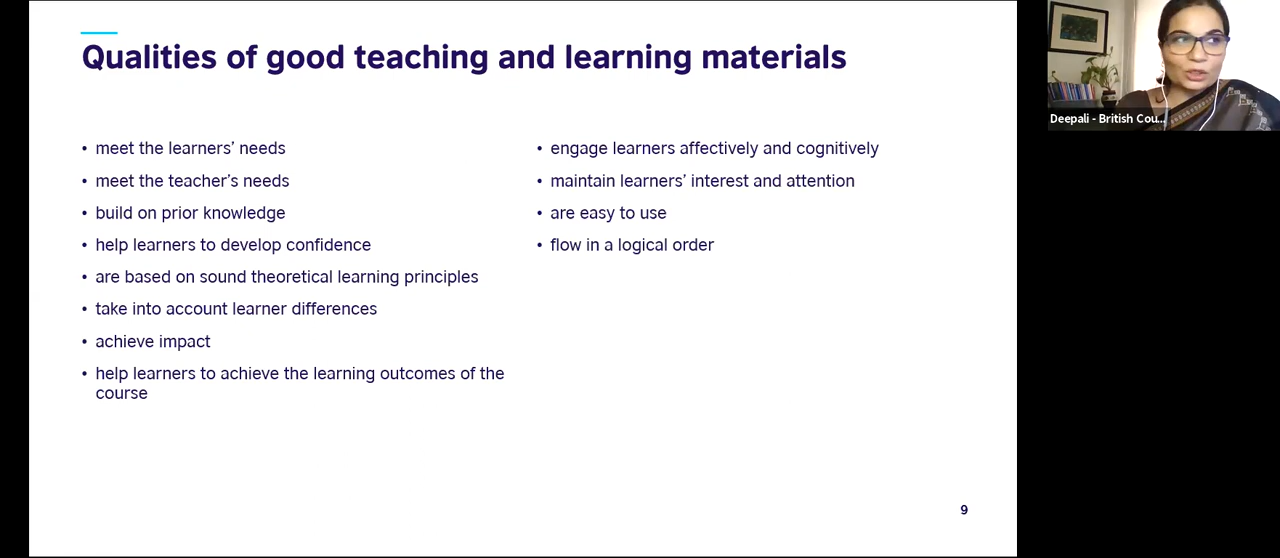 Qualities of good teaching and learning materials
• meet the learners’ needs
• meet the teacher’s needs
• build on prior knowledge
• help learners to develop confidence
• are based on sound theoretical learning principles
• take into account learner differences
• achieve impact
• help learners to achieve the learning outcomes of the
course
• engage learners affectively and cognitively
• maintain learners’ interest and attention
• are easy to use
• flow in a logical order
9
Deepali - British Cou...